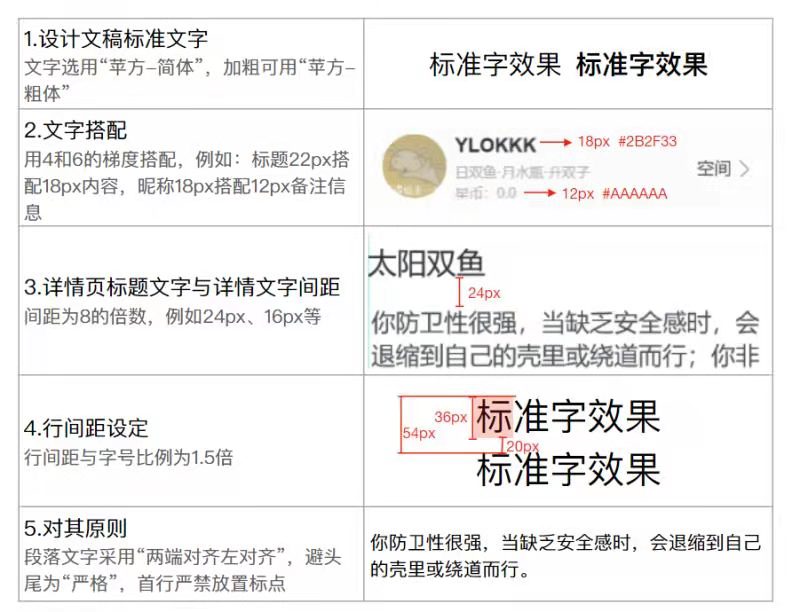 1.设计文稿标准文字
文字选用“苹方-简体”，加粗可用“苹方-
粗体”
标准字效果 标准字效果
2.文字搭配
用4和6的梯度搭配，例如：标题22px搭
配18px内容，昵称18px搭配12px备注信
息
YLOKKK
18px #2B2F33
日双鱼·月水瓶·升双子
空间
星币：0.0
12px #AAAAAA
3.详情页标题文字与详情文字间距
间距为8的倍数，例如24px、16px等
太阳双鱼
24px
你防卫性很强，当缺乏安全感时，会
退缩到自己的壳里或绕道而行；你非
4.行间距设定
行间距与字号比例为1.5倍
标准字效果
36px
54px
20px
标准字效果
5.对其原则
段落文字采用“两端对齐左对齐”，避头
尾为“严格”，首行严禁放置标点
你防卫性很强，当缺乏安全感时，会退缩到自己
的壳里或绕道而行。